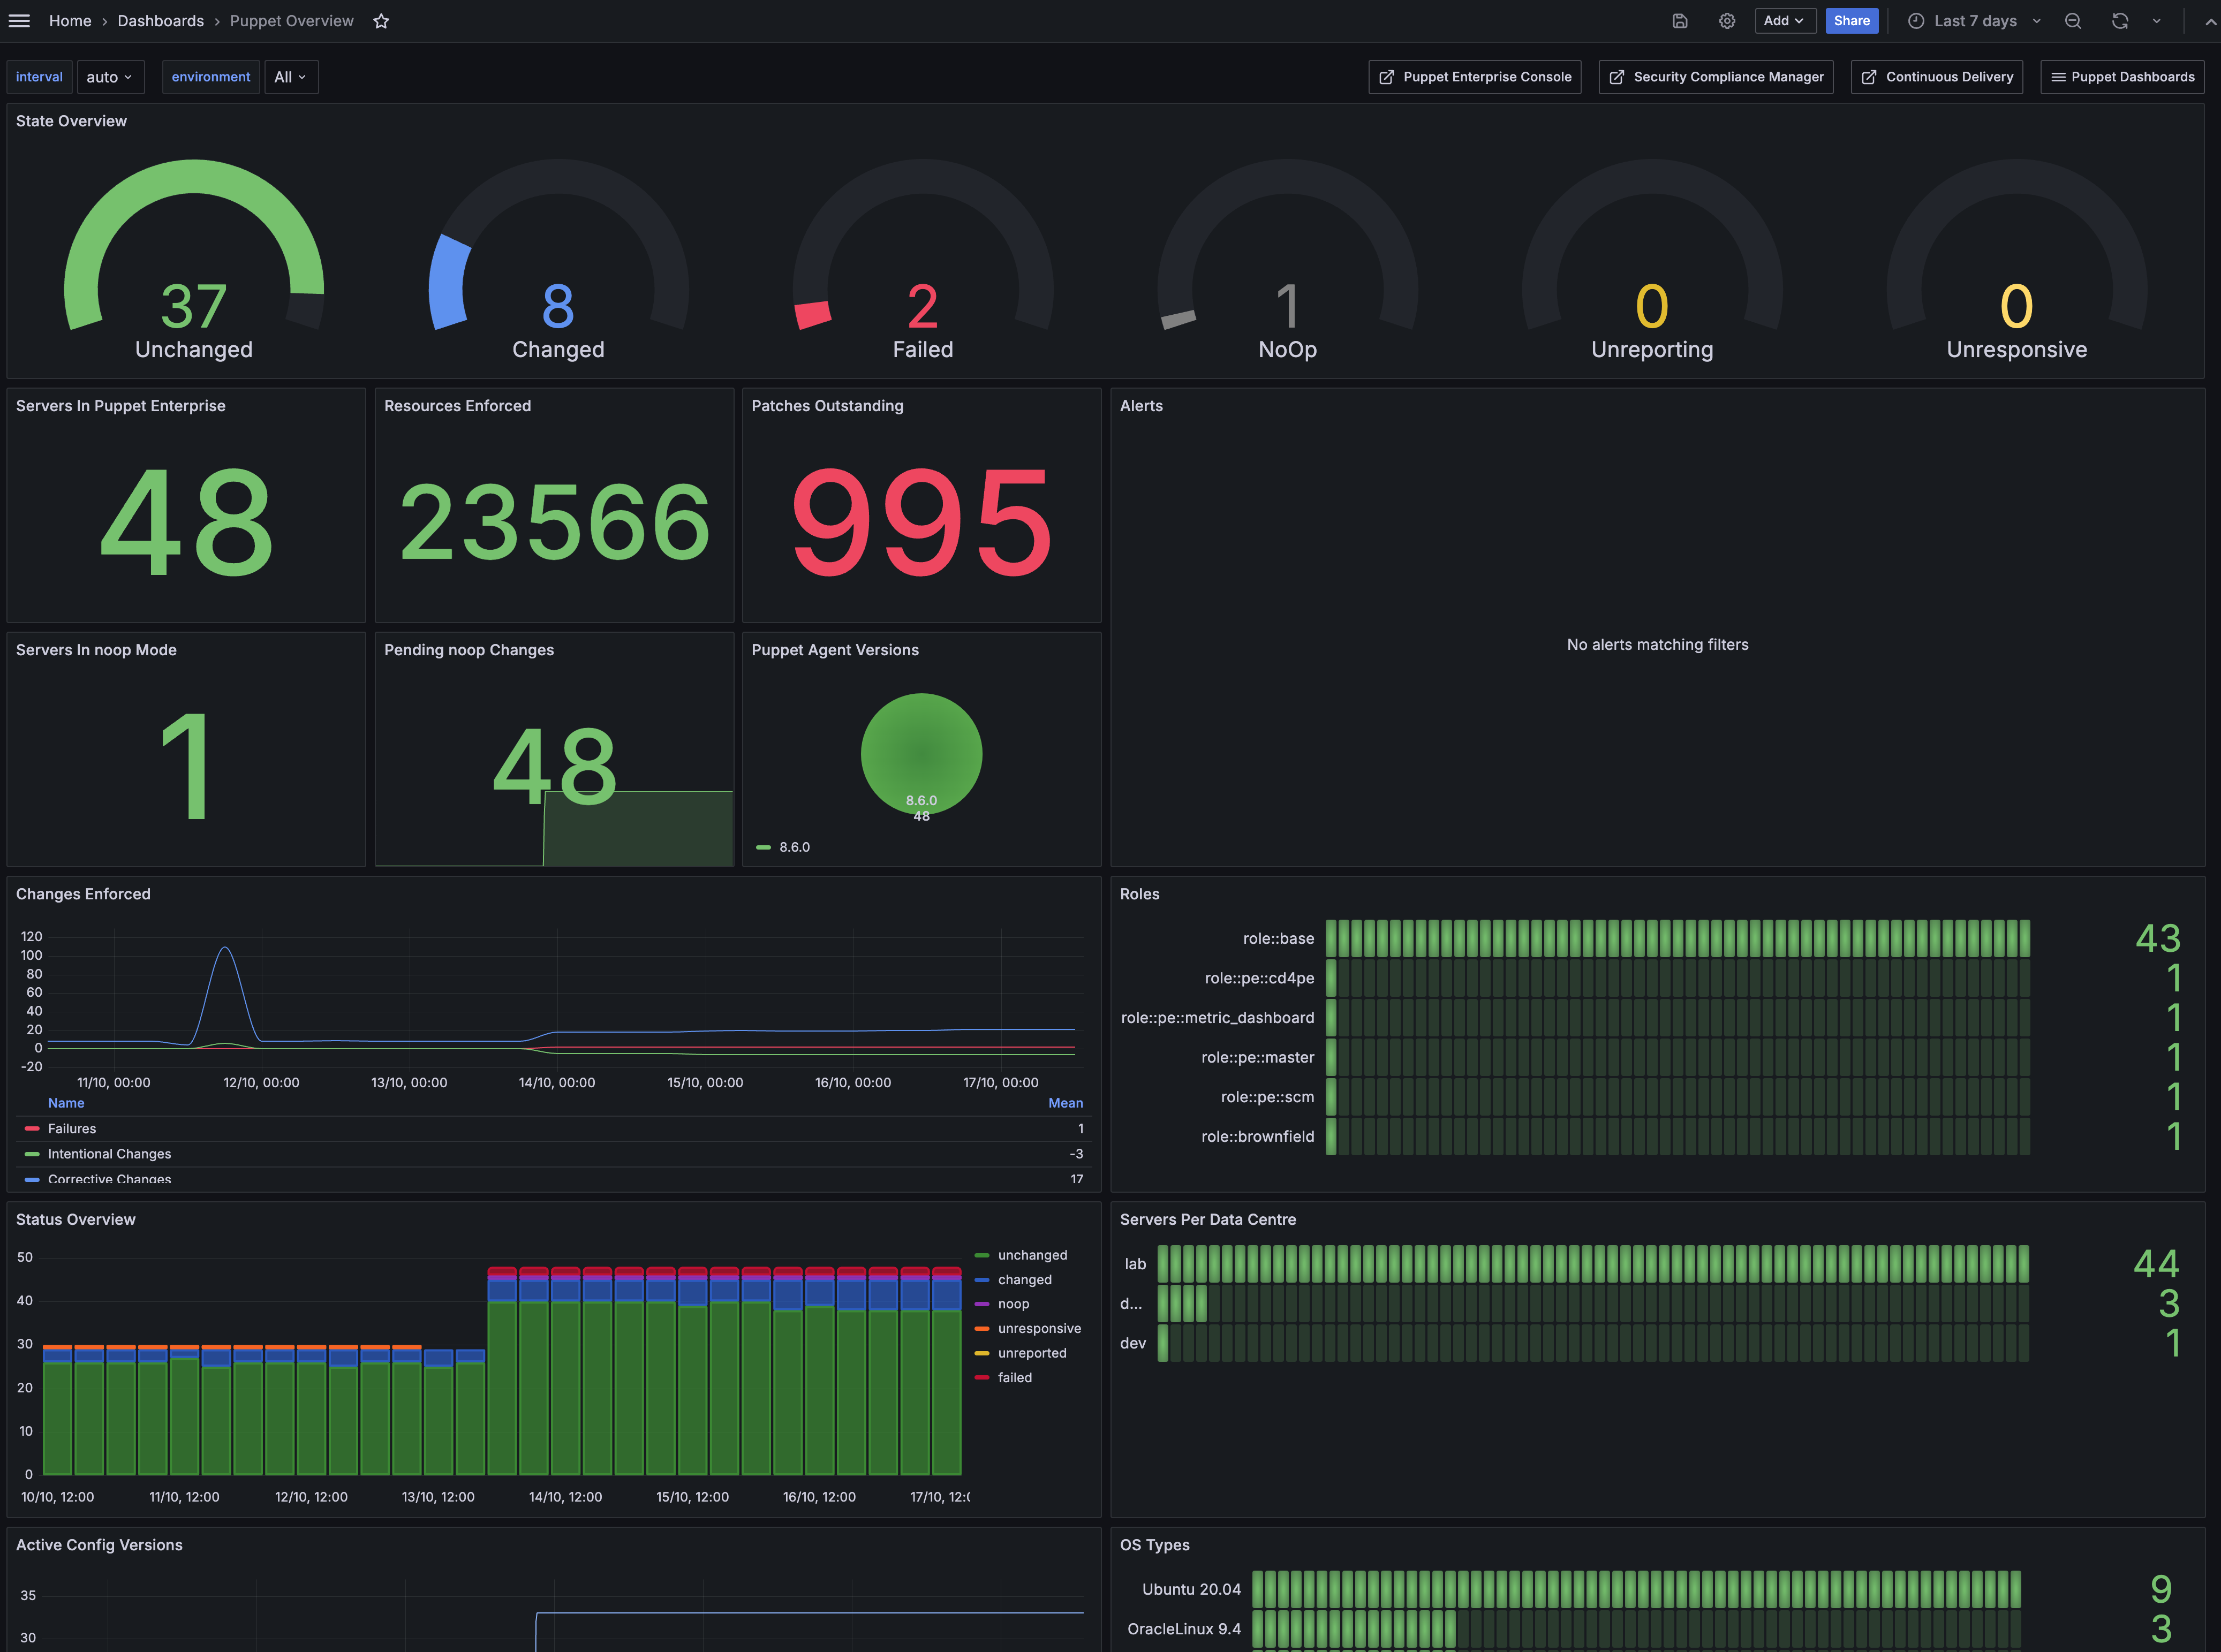 Home › Dashboards › Puppet Overview
Add
Share
Last 7 days
interval
auto
environment
All
Puppet Enterprise Console
Security Compliance Manager
Continuous Delivery
Puppet Dashboards
State Overview
37
Unchanged
8
Changed
2
Failed
1
NoOp
0
Unreporting
0
Unresponsive
Servers In Puppet Enterprise
48
Resources Enforced
23566
Patches Outstanding
995
Alerts
No alerts matching filters
Servers In noop Mode
1
Pending noop Changes
48
Puppet Agent Versions
8.6.0
48
8.6.0
Changes Enforced
120
100
80
60
40
20
0
-20
11/10, 00:00
12/10, 00:00
13/10, 00:00
14/10, 00:00
15/10, 00:00
16/10, 00:00
17/10, 00:00
Name Mean
Failures 1
Intentional Changes -3
Corrective Changes 17
Roles
role::base 43
role::pe::cd4pe 1
role::pe::metric_dashboard 1
role::pe::master 1
role::pe::scm 1
role::brownfield 1
Status Overview
50
40
30
20
10
0
10/10, 12:00
11/10, 12:00
12/10, 12:00
13/10, 12:00
14/10, 12:00
15/10, 12:00
16/10, 12:00
17/10, 12:0
unchanged
changed
noop
unresponsive
unreported
failed
Servers Per Data Centre
lab 44
d... 3
dev 1
Active Config Versions
35
30
OS Types
Ubuntu 20.04 9
OracleLinux 9.4 3